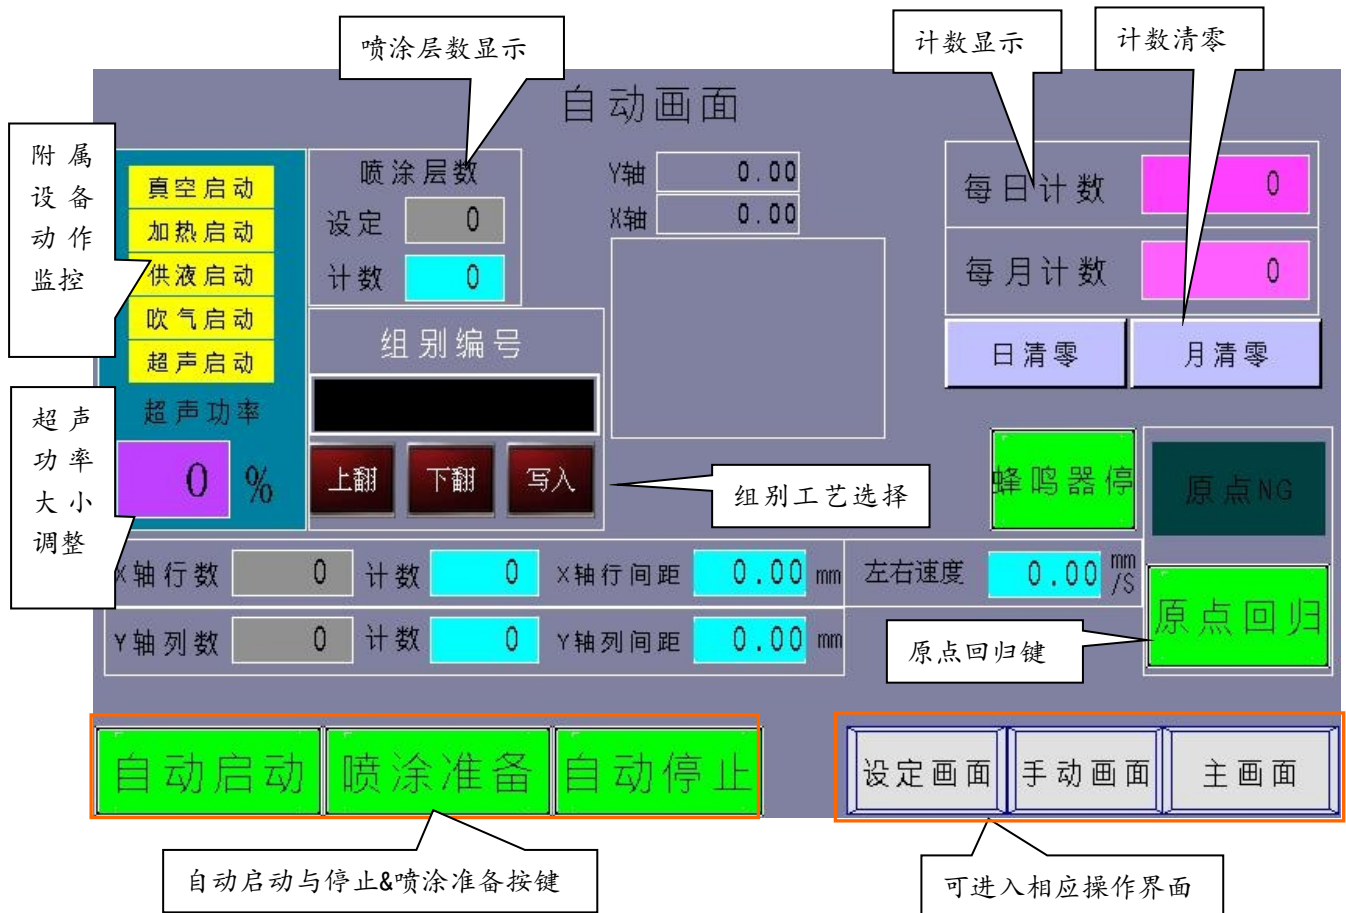 喷涂层数显示
计数显示
计数清零
自动画面
附属
设备
动作
监控
真空启动
加热启动
供液启动
吹气启动
超声启动
喷涂层数
设定 0
计数 0
Y轴 0.00
X轴 0.00
每日计数 0
每月计数 0
日清零
月清零
组别编号
上翻
下翻
写入
组别工艺选择
超声功率
0 %
超声
功率
大小
调整
蜂鸣器停
原点NG
X轴行数 0 计数 0 X轴行间距 0.00 mm 左右速度 0.00 mm/S
Y轴列数 0 计数 0 Y轴列间距 0.00 mm
原点回归
原点回归键
自动启动
喷涂准备
自动停止
设定画面
手动画面
主画面
自动启动与停止&喷涂准备按键
可进入相应操作界面